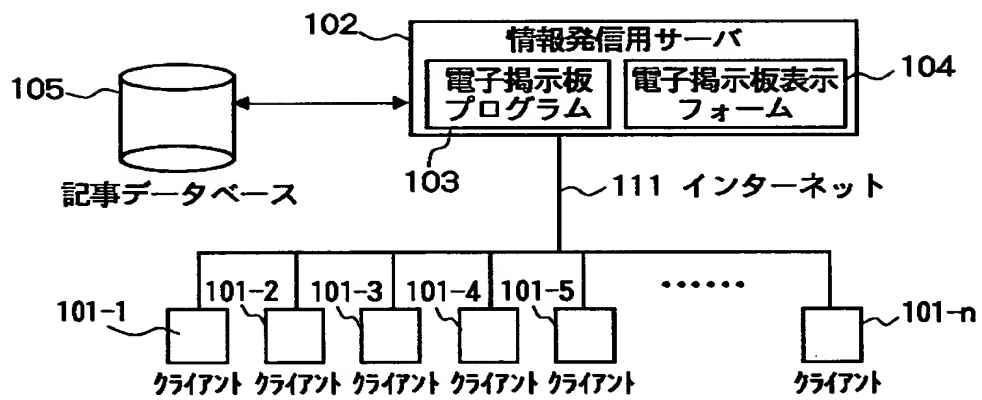 102
情報発信用サーバ
105
電子掲示板
プログラム
電子掲示板表示
フォーム
104
103
記事データベース
111 インターネット
101-1
101-2
101-3
101-4
101-5
......
101-n
クライアント
クライアント
クライアント
クライアント
クライアント
クライアント